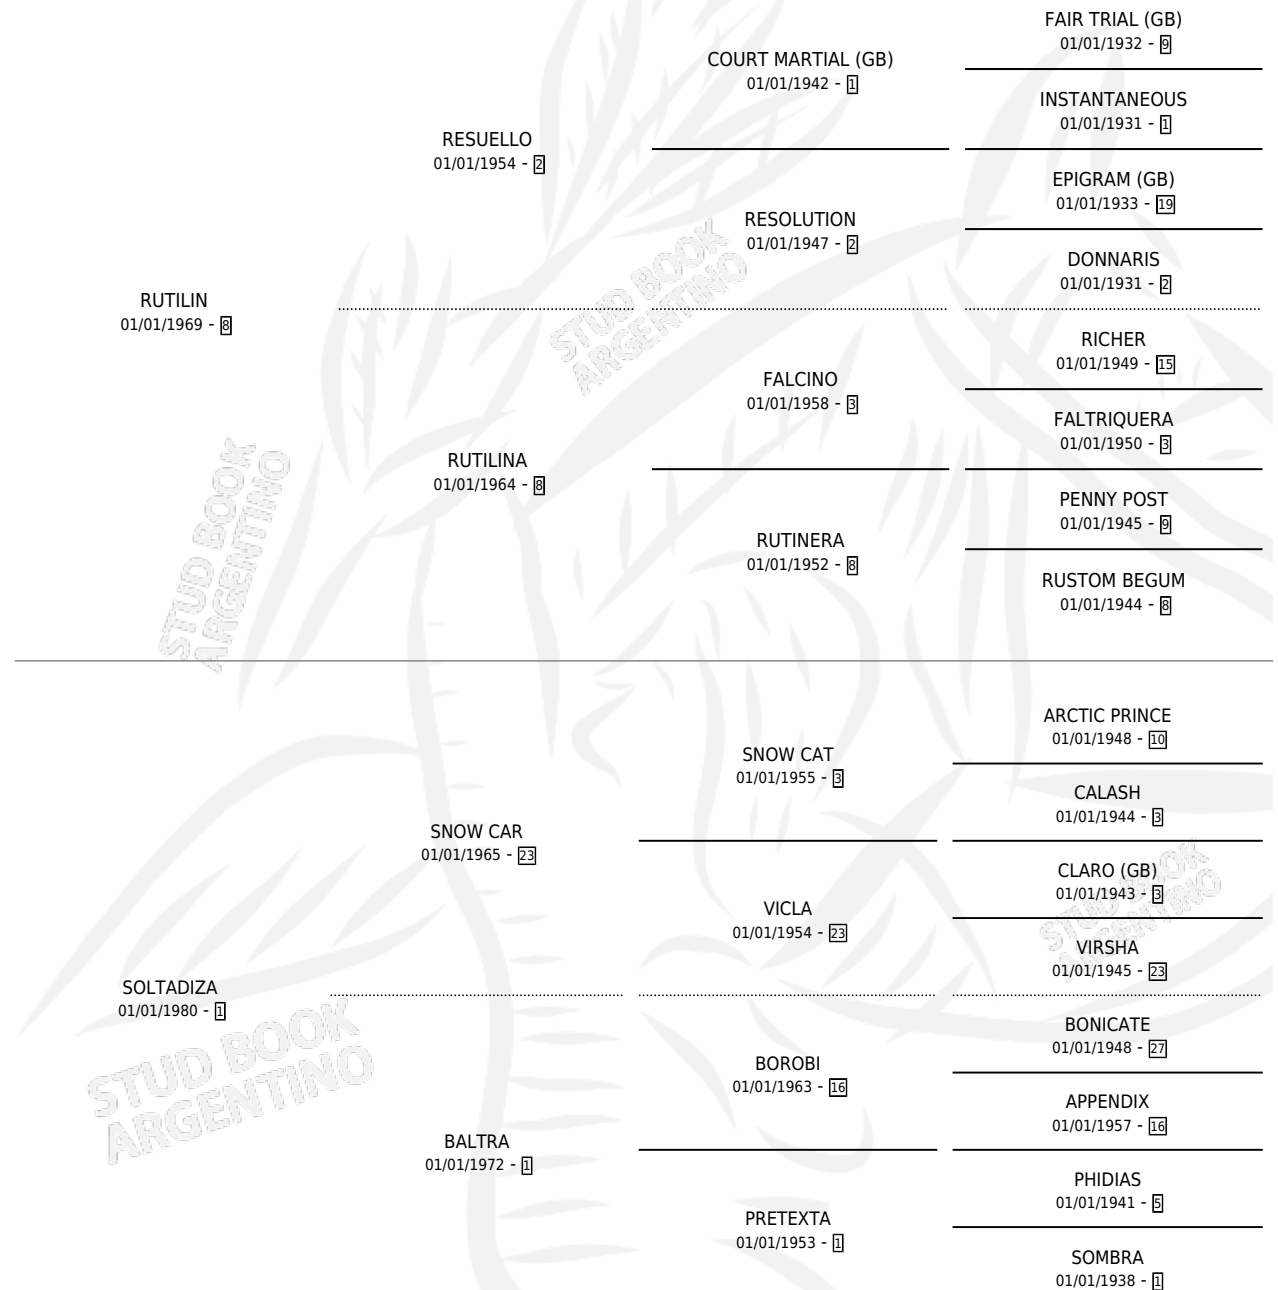 FAIR TRIAL (GB)
01/01/1932 - 9
COURT MARTIAL (GB)
01/01/1942 - 1
INSTANTANEOUS
01/01/1931 - 1
RESUELLO
01/01/1954 - 2
EPIGRAM (GB)
01/01/1933 - 19
RESOLUTION
01/01/1947 - 2
DONNARIS
01/01/1931 - 2
RUTILIN
01/01/1969 - 8
RICHER
01/01/1949 - 15
FALCINO
01/01/1958 - 3
FALTRIQUERA
01/01/1950 - 3
RUTILINA
01/01/1964 - 8
PENNY POST
01/01/1945 - 9
RUTINERA
01/01/1952 - 8
RUSTOM BEGUM
01/01/1944 - 8
STUD BOOK
ARGENTINO
STUD BOOK
ARGENTINO
ARCTIC PRINCE
01/01/1948 - 10
SNOW CAT
01/01/1955 - 3
CALASH
01/01/1944 - 3
SNOW CAR
01/01/1965 - 23
CLARO (GB)
01/01/1943 - 3
VICLA
01/01/1954 - 23
VIRSHA
01/01/1945 - 23
STUD BOOK
ARGENTINO
SOLTADIZA
01/01/1980 - 1
BONICATE
01/01/1948 - 27
BOROBI
01/01/1963 - 16
APPENDIX
01/01/1957 - 16
BALTRA
01/01/1972 - 1
PHIDIAS
01/01/1941 - 5
PRETEXTA
01/01/1953 - 1
SOMBRA
01/01/1938 - 1
STUD BOOK
ARGENTINO